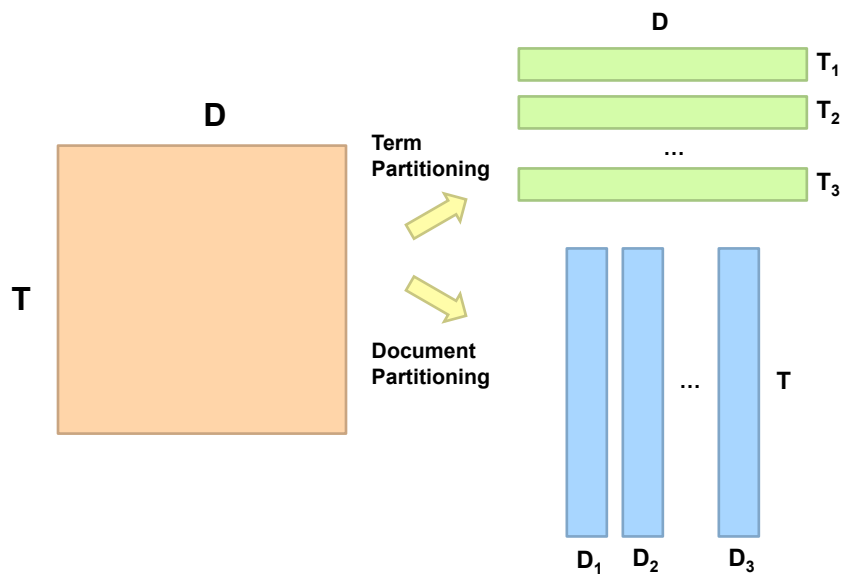 D
T
Term
Partitioning
Document
Partitioning
D
T₁
T₂
...
T₃
... T
D₁ D₂ D₃